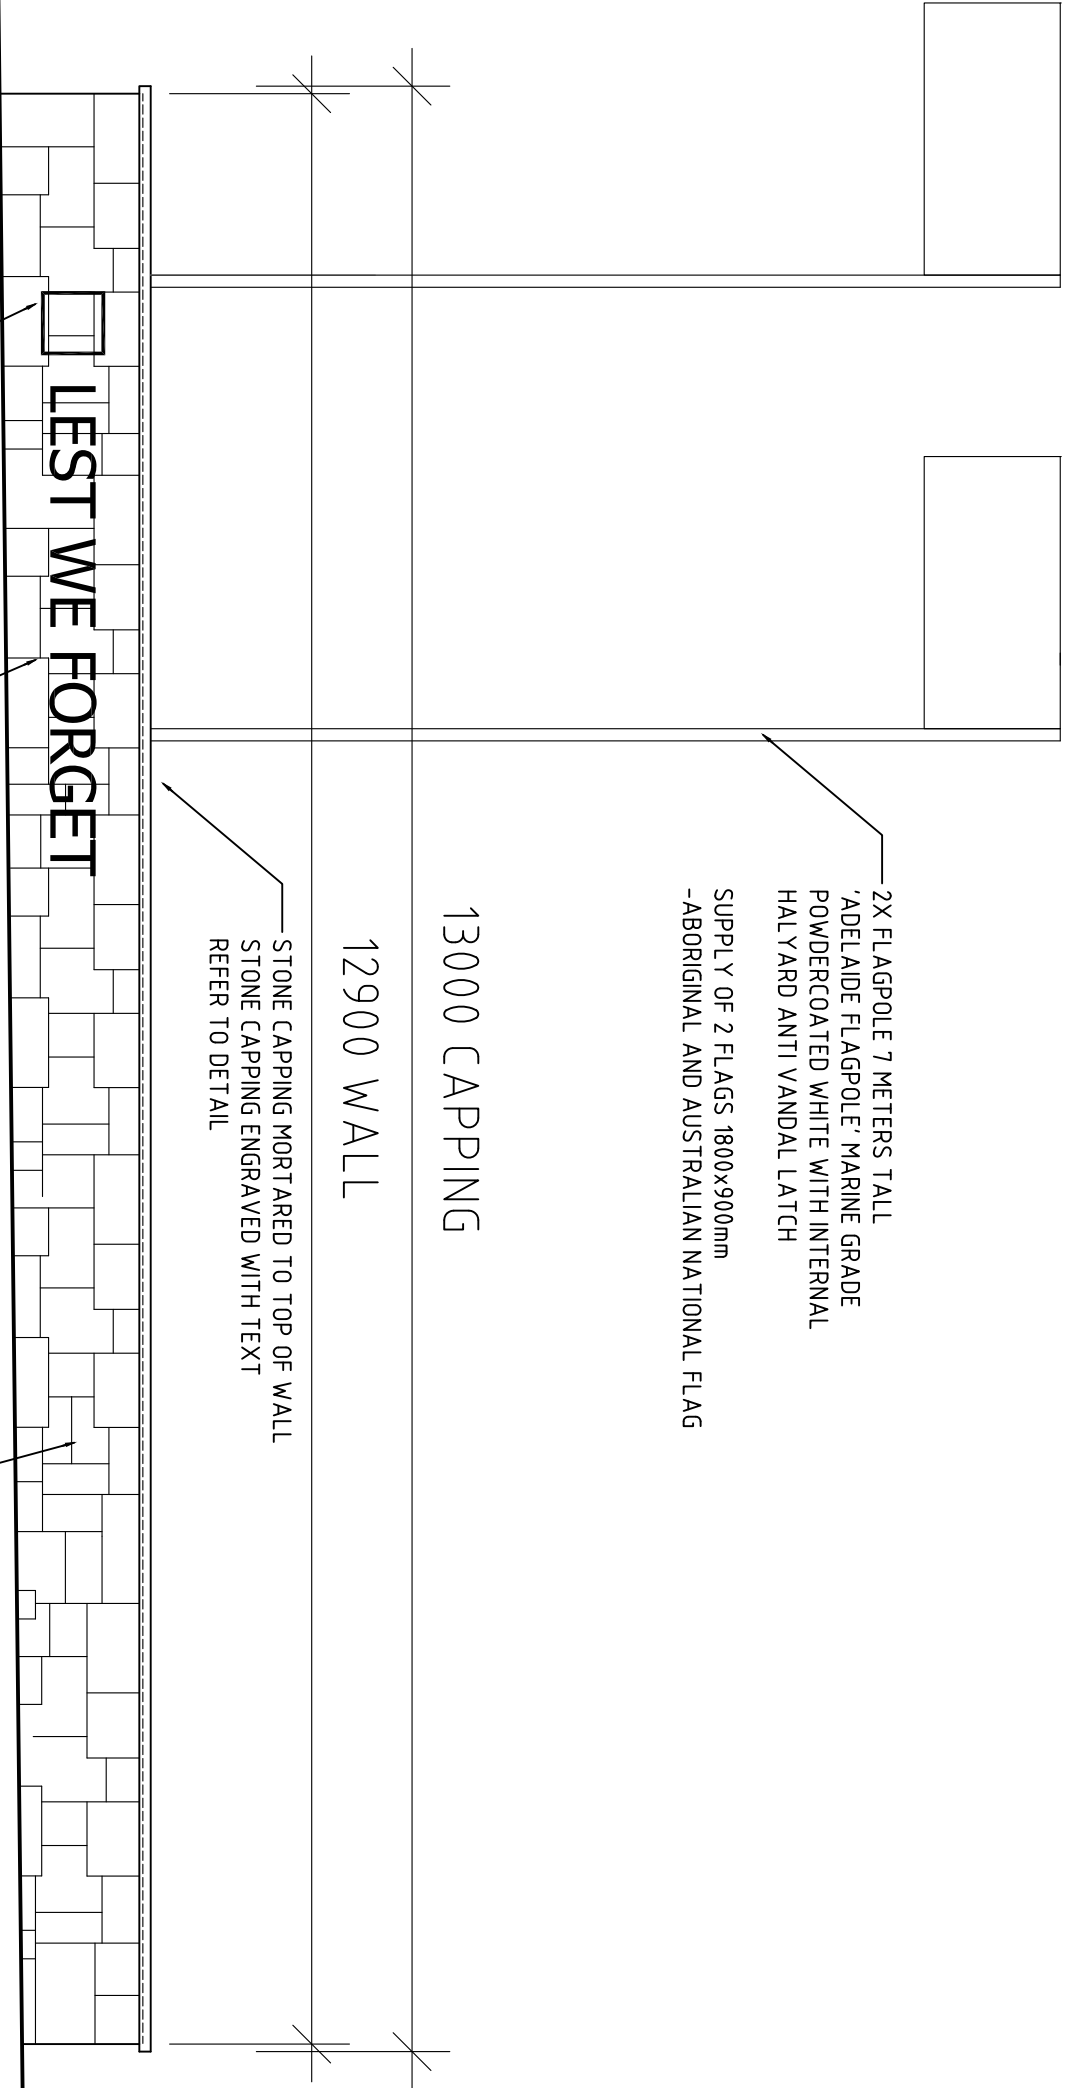 2X FLAGPOLE 7 METERS TALL
'ADELAIDE FLAGPOLE' MARINE GRADE
POWDERCOATED WHITE WITH INTERNAL
HALYARD ANTI VANDAL LATCH
SUPPLY OF 2 FLAGS 1800x900mm
-ABORIGINAL AND AUSTRALIAN NATIONAL FLAG
13000 CAPPING
12900 WALL
STONE CAPPING MORTARED TO TOP OF WALL
STONE CAPPING ENGRAVED WITH TEXT
REFER TO DETAIL
LEST WE FORGET